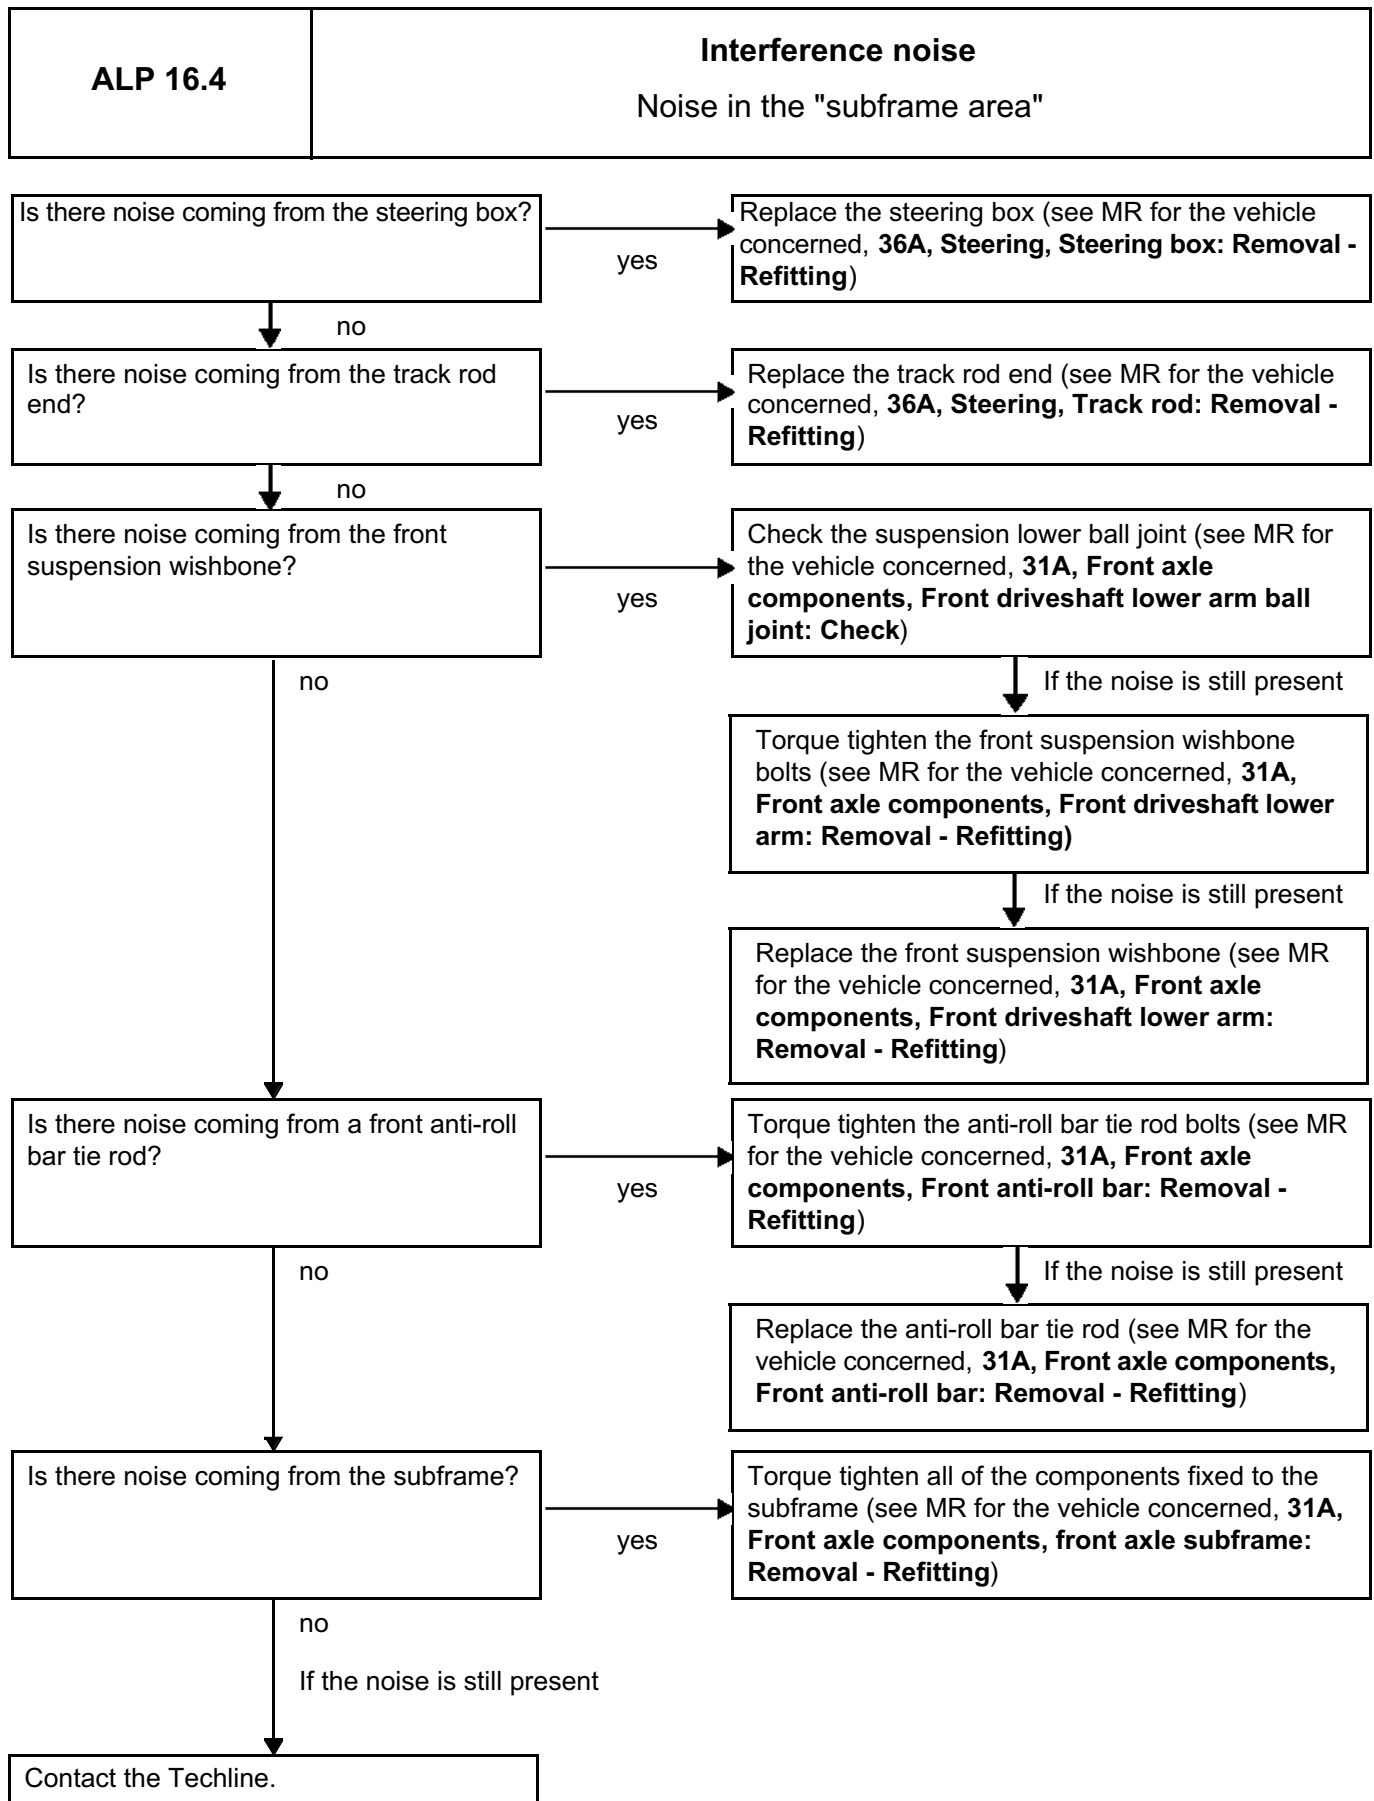 ALP 16.4
Interference noise
Noise in the "subframe area"
Is there noise coming from the steering box?
yes
Replace the steering box (see MR for the vehicle
concerned, 36A, Steering, Steering box: Removal -
Refitting)
no
Is there noise coming from the track rod
end?
yes
Replace the track rod end (see MR for the vehicle
concerned, 36A, Steering, Track rod: Removal -
Refitting)
no
Is there noise coming from the front
suspension wishbone?
yes
Check the suspension lower ball joint (see MR for
the vehicle concerned, 31A, Front axle
components, Front driveshaft lower arm ball
joint: Check)
If the noise is still present
Torque tighten the front suspension wishbone
bolts (see MR for the vehicle concerned, 31A,
Front axle components, Front driveshaft lower
arm: Removal - Refitting)
If the noise is still present
Replace the front suspension wishbone (see MR
for the vehicle concerned, 31A, Front axle
components, Front driveshaft lower arm:
Removal - Refitting)
no
Is there noise coming from a front anti-roll
bar tie rod?
yes
Torque tighten the anti-roll bar tie rod bolts (see MR
for the vehicle concerned, 31A, Front axle
components, Front anti-roll bar: Removal -
Refitting)
If the noise is still present
Replace the anti-roll bar tie rod (see MR for the
vehicle concerned, 31A, Front axle components,
Front anti-roll bar: Removal - Refitting)
no
Is there noise coming from the subframe?
yes
Torque tighten all of the components fixed to the
subframe (see MR for the vehicle concerned, 31A,
Front axle components, front axle subframe:
Removal - Refitting)
no
If the noise is still present
Contact the Techline.